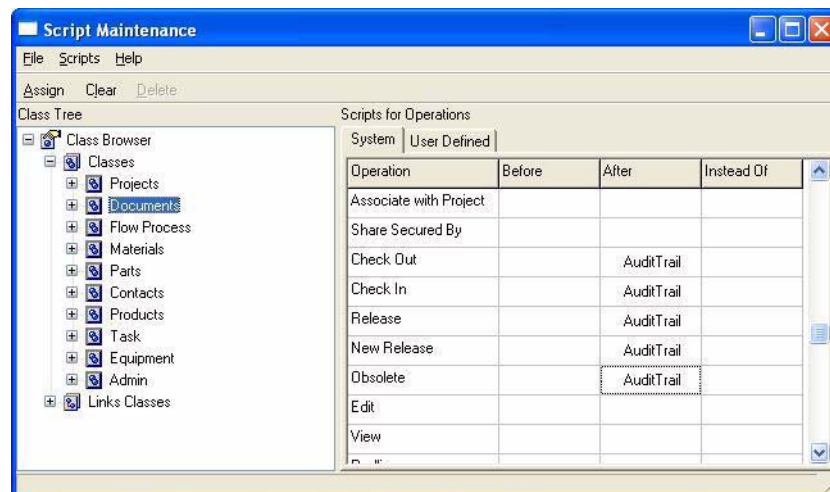 Script Maintenance
File Scripts Help
Assign Clear Delete
Class Tree
Class Browser
Classes
Projects
Documents
Flow Process
Materials
Parts
Contacts
Products
Task
Equipment
Admin
Links Classes
Scripts for Operations
System User Defined
Operation Before After Instead Of
Associate with Project
Share Secured By
Check Out AuditTrail
Check In AuditTrail
Release AuditTrail
New Release AuditTrail
Obsolete AuditTrail
Edit
View